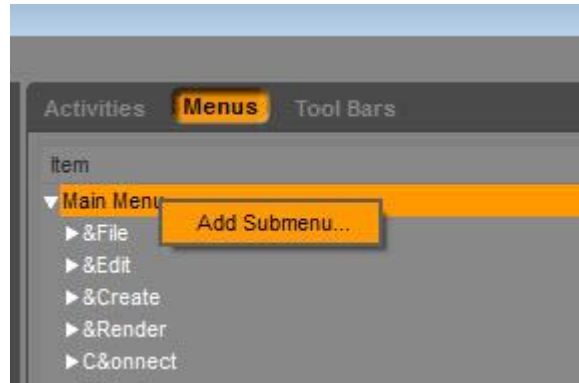 Activities Menus Tool Bars
Item
Main Menu
Add Submenu...
&File
&Edit
&Create
&Render
C&onnect